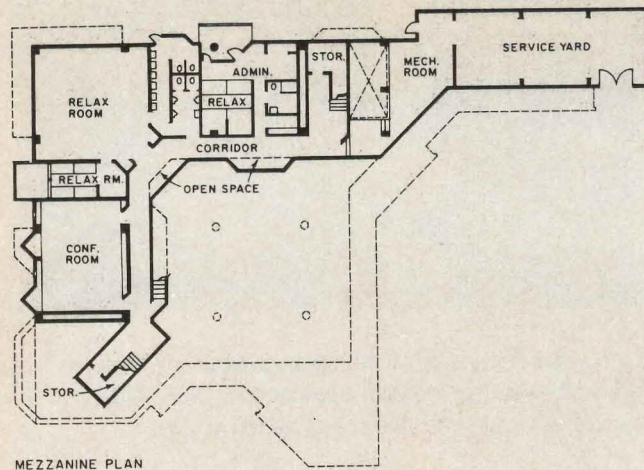 SERVICE YARD
STOR.
MECH.
ROOM
ADMIN.
RELAX
ROOM
RELAX
CORRIDOR
RELAX RM.
OPEN SPACE
CONF.
ROOM
STOR.
MEZZANINE PLAN